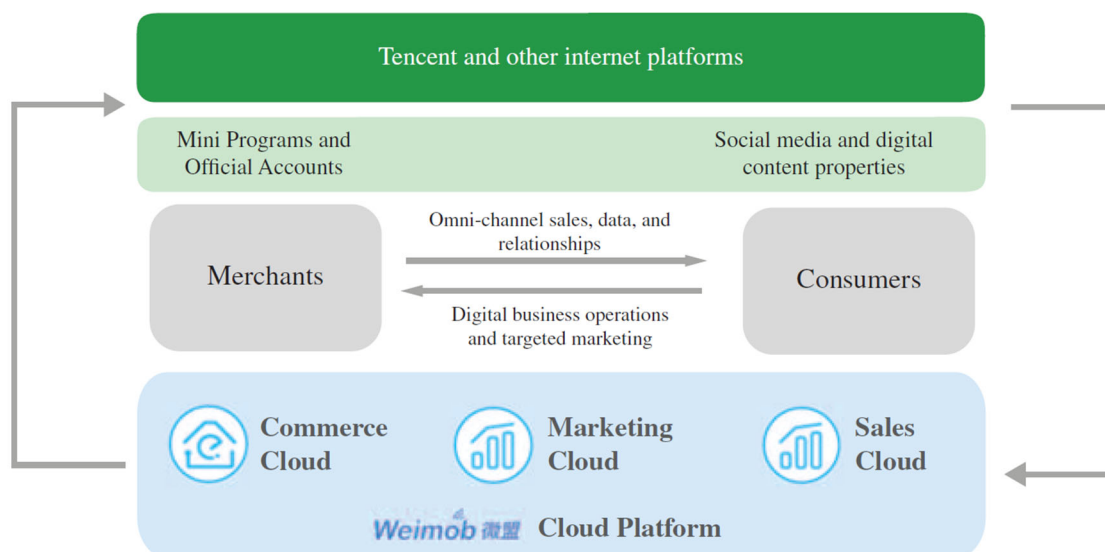 Tencent and other internet platforms
Mini Programs and
Official Accounts
Social media and digital
content properties
Merchants
Omni-channel sales, data, and
relationships
Digital business operations
and targeted marketing
Consumers
Commerce
Cloud
Marketing
Cloud
Sales
Cloud
Weimob 微盟 Cloud Platform